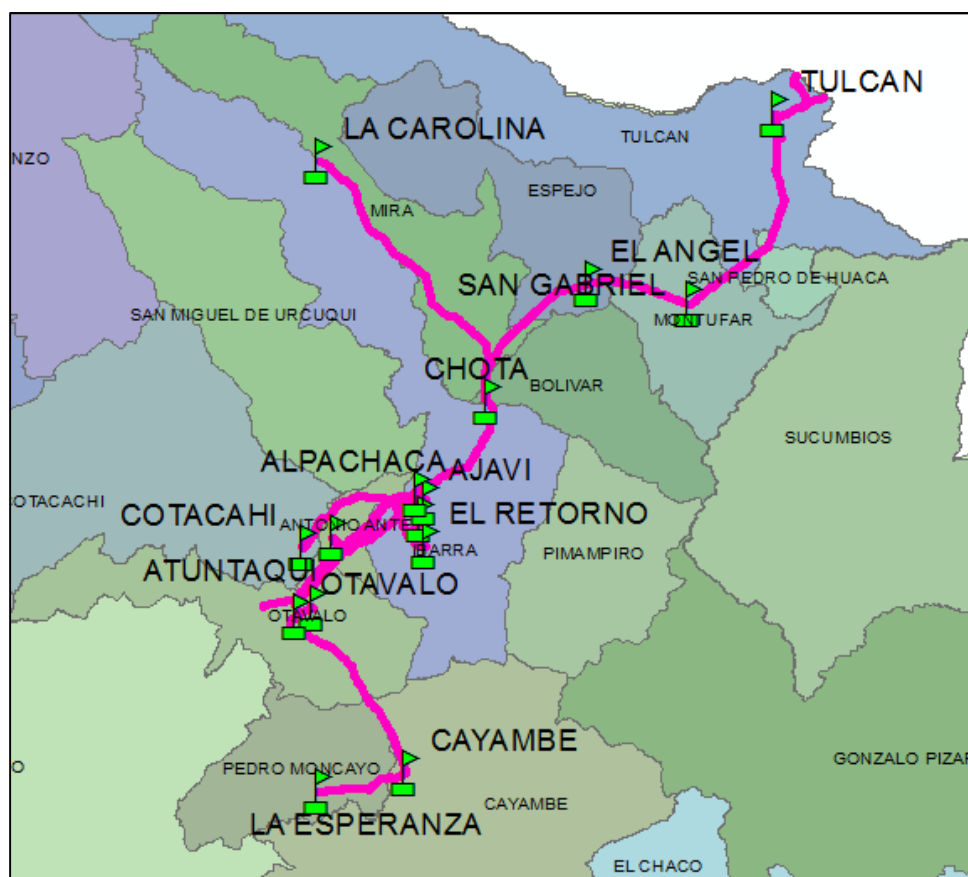 TULCAN
LA CAROLINA
TULCAN
NZO
ESPEJO
MIRA
EL ANGEL
SAN GABRIEL
SAN PEDRO DE HUACA
SAN MIGUEL DE URCUQUI
MONTUFAR
CHOTA
BOLIVAR
SUCUMBIOS
ALPACHACA
AJAVI
COTACACHI
COTACAHI
ANTONIO ANTE
EL RETORNO
BARRA
PIMAMPIRO
ATUNTAQUI
OTAVALO
OTAVALO
CAYAMBE
GONZALO PIZAR
PEDRO MONCAYO
O
CAYAMBE
LA ESPERANZA
EL CHACO